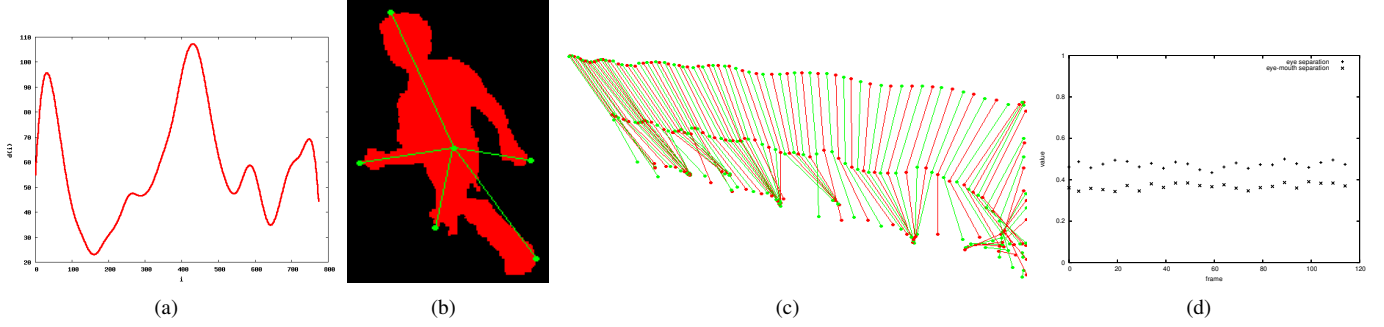 110
100
90
80
70
60
50
40
30
20
d(i)
0 100 200 300 400 500 600 700 800
i
(a)
(b)
(c)
1
0.8
0.6
0.4
0.2
0
value
eye separation
eye-mouth separation
0 20 40 60 80 100 120
frame
(d)